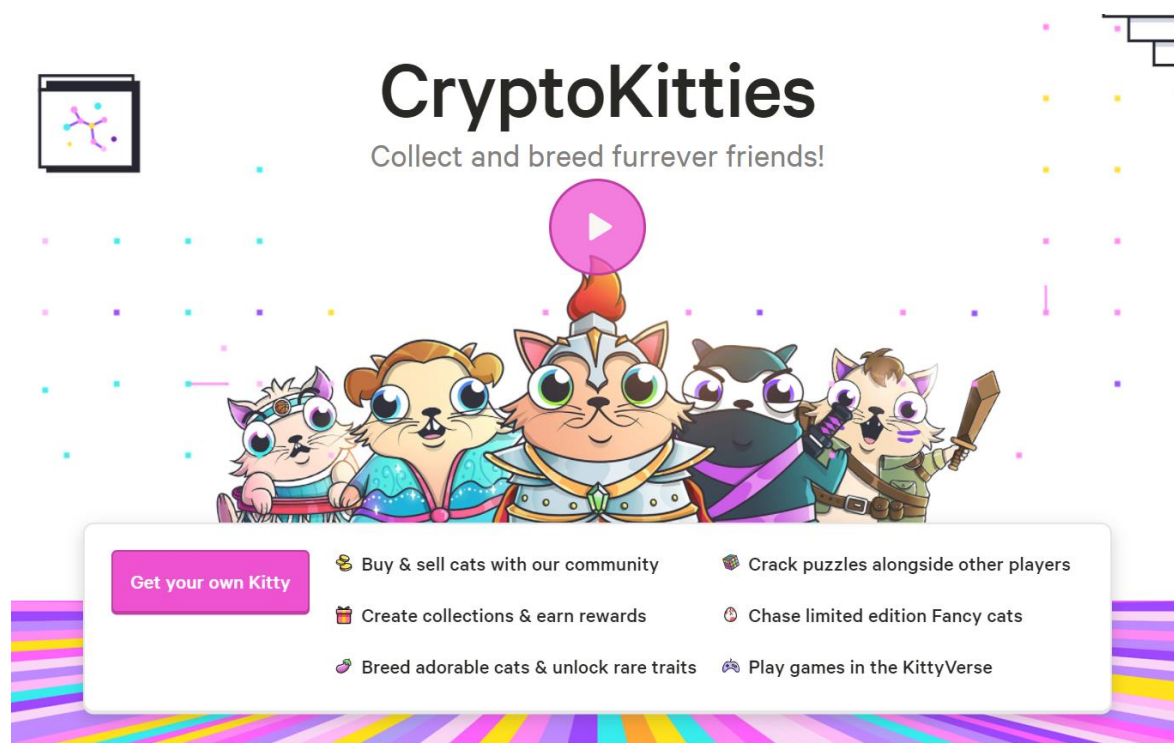 CryptoKitties
Collect and breed furrever friends!
Get your own Kitty
Buy & sell cats with our community
Create collections & earn rewards
Breed adorable cats & unlock rare traits
Crack puzzles alongside other players
Chase limited edition Fancy cats
Play games in the KittyVerse